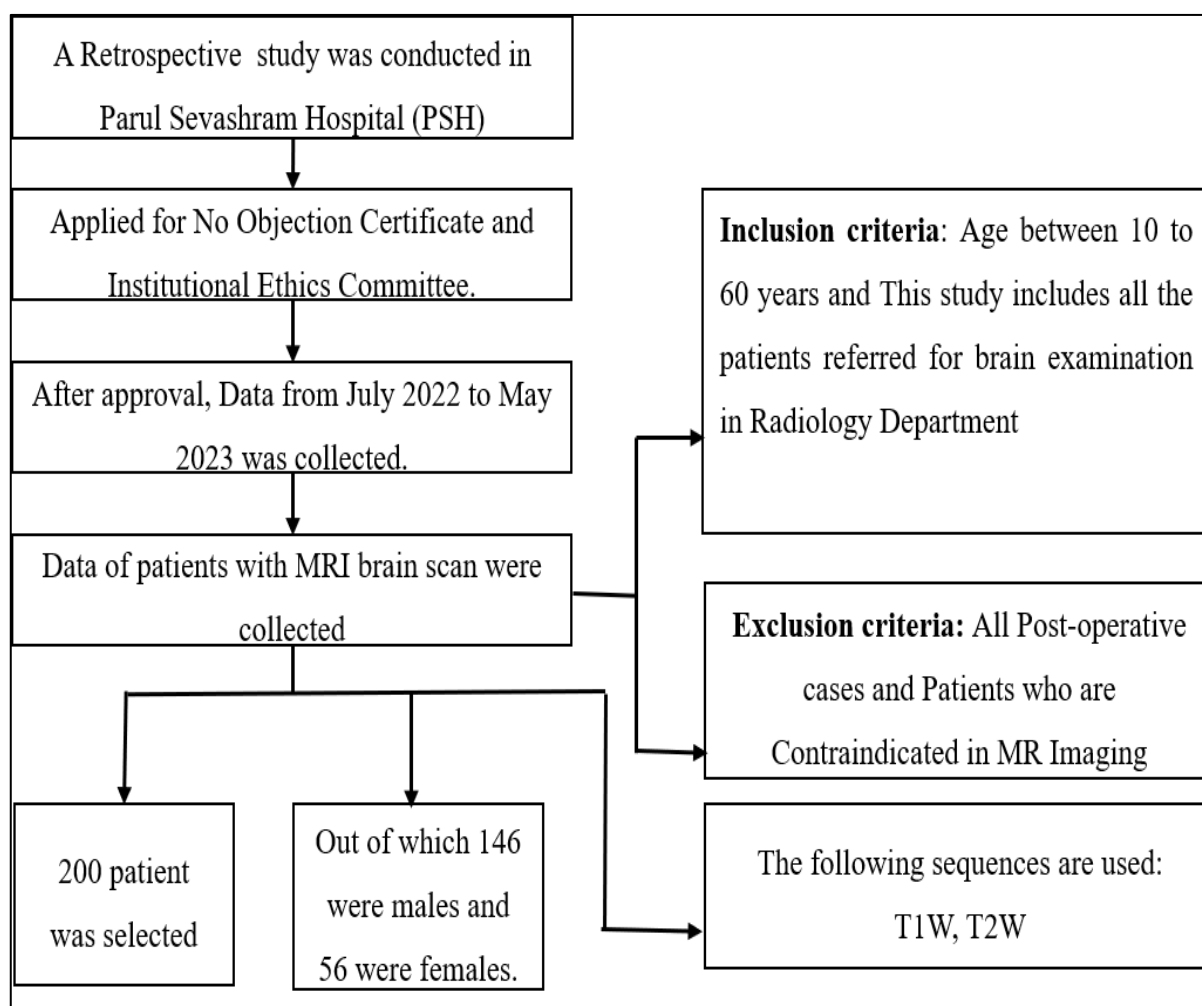 A Retrospective study was conducted in
Parul Sevashram Hospital (PSH)
Applied for No Objection Certificate and
Institutional Ethics Committee.
After approval, Data from July 2022 to May
2023 was collected.
Data of patients with MRI brain scan were
collected
Inclusion criteria: Age between 10 to
60 years and This study includes all the
patients referred for brain examination
in Radiology Department
Exclusion criteria: All Post-operative
cases and Patients who are
Contraindicated in MR Imaging
200 patient
was selected
Out of which 146
were males and
56 were females.
The following sequences are used:
T1W, T2W